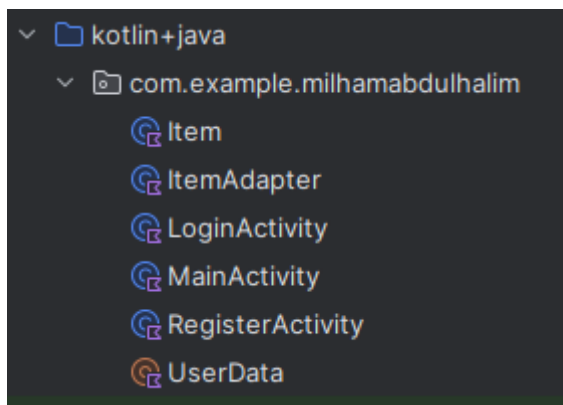 kotlin+java
com.example.milhamabdulhalim
Item
ItemAdapter
LoginActivity
MainActivity
RegisterActivity
UserData